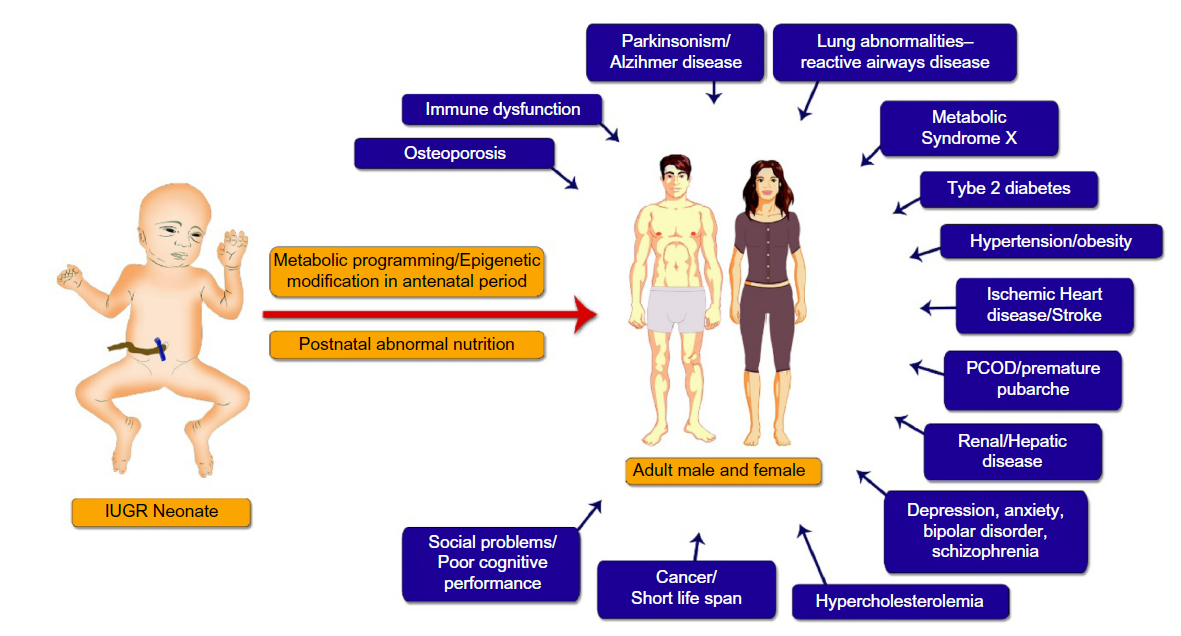 Parkinsonism/
Alzihmer disease
Lung abnormalities–
reactive airways disease
Immune dysfunction
Metabolic
Syndrome X
Osteoporosis
Tybe 2 diabetes
Hypertension/obesity
Metabolic programming/Epigenetic
modification in antenatal period
Ischemic Heart
disease/Stroke
Postnatal abnormal nutrition
PCOD/premature
pubarche
Renal/Hepatic
disease
Adult male and female
IUGR Neonate
Depression, anxiety,
bipolar disorder,
schizophrenia
Social problems/
Poor cognitive
performance
Cancer/
Short life span
Hypercholesterolemia